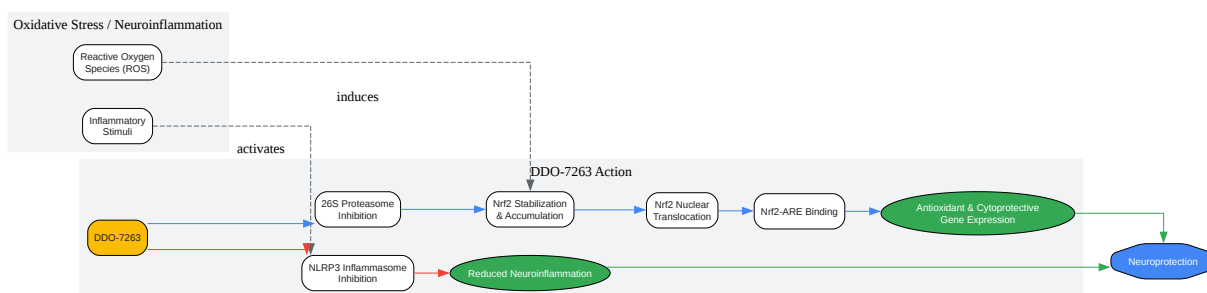 Oxidative Stress / Neuroinflammation
Reactive Oxygen
Species (ROS)
induces
Inflammatory
Stimuli
activates
DDO-7263 Action
26S Proteasome
Inhibition
Nrf2 Stabilization
& Accumulation
Nrf2 Nuclear
Translocation
Nrf2-ARE Binding
Antioxidant & Cytoprotective
Gene Expression
DDO-7263
NLRP3 Inflammasome
Inhibition
Reduced Neuroinflammation
Neuroprotection